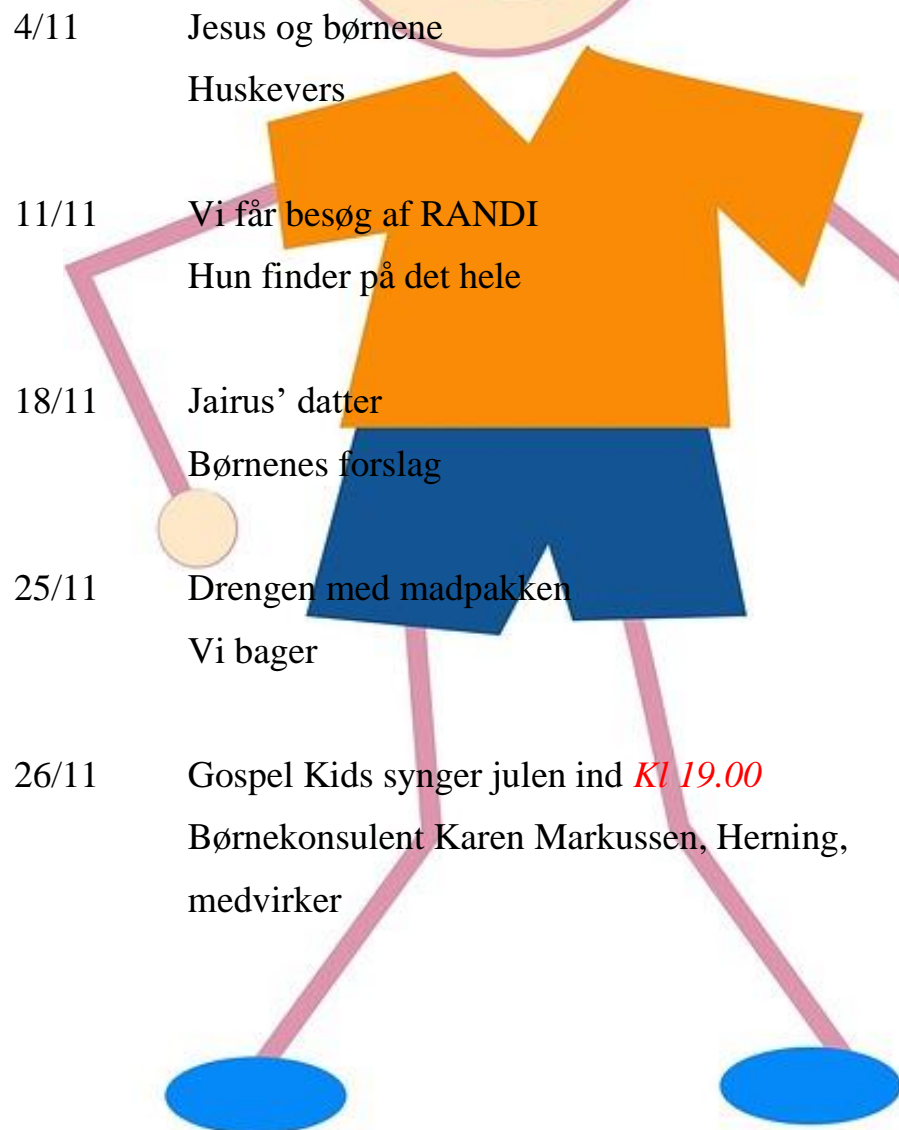 4/11 Jesus og børnene
Huskevers
11/11 Vi får besøg af RANDI
Hun finder på det hele
18/11 Jairus’ datter
Børnenes forslag
25/11 Drengen med madpakken
Vi bager
26/11 Gospel Kids synger julen ind Kl 19.00
Børnekonsulent Karen Markussen, Herning,
medvirker